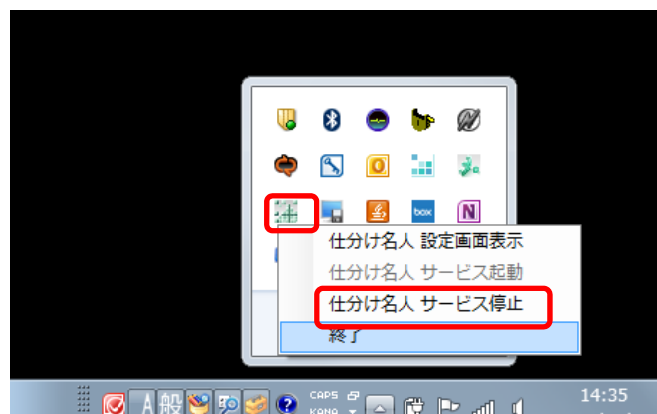 box
N
仕分け名人 設定画面表示
仕分け名人 サービス起動
仕分け名人 サービス停止
終了
A 般
CAPS
KANA
14:35